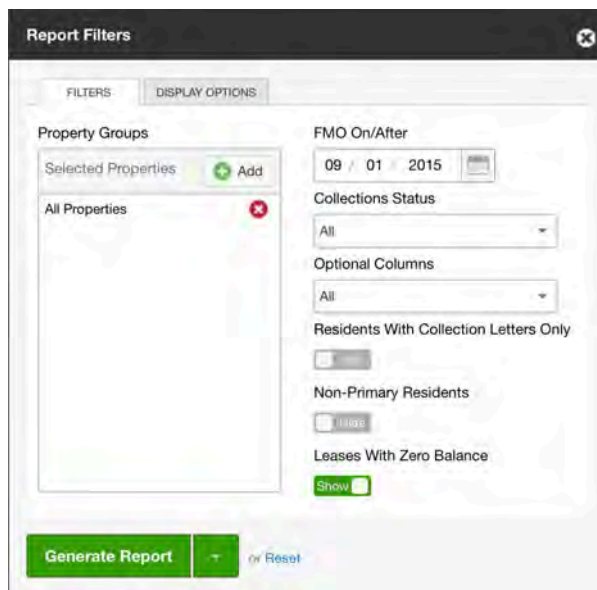 Report Filters
FILTERS
DISPLAY OPTIONS
Property Groups
Selected Properties
Add
All Properties
FMO On/After
09 / 01 / 2015
Collections Status
All
Optional Columns
All
Residents With Collection Letters Only
Non-Primary Residents
Hide
Leases With Zero Balance
Show
Generate Report
or Reset